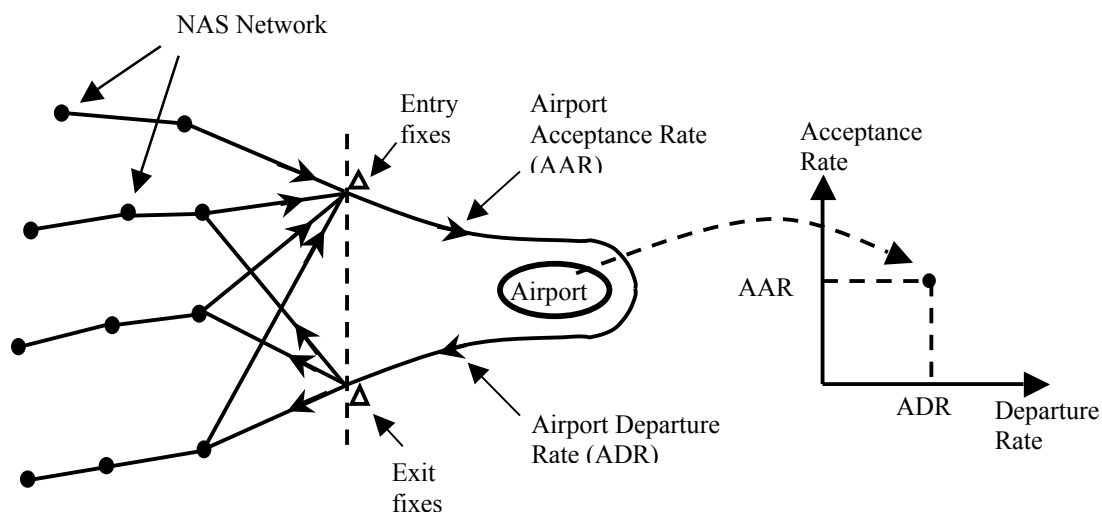 NAS Network
Entry
fixes
Airport
Acceptance Rate
(AAR)
Acceptance
Rate
Airport
AAR
ADR
Departure
Rate
Airport Departure
Rate (ADR)
Exit
fixes